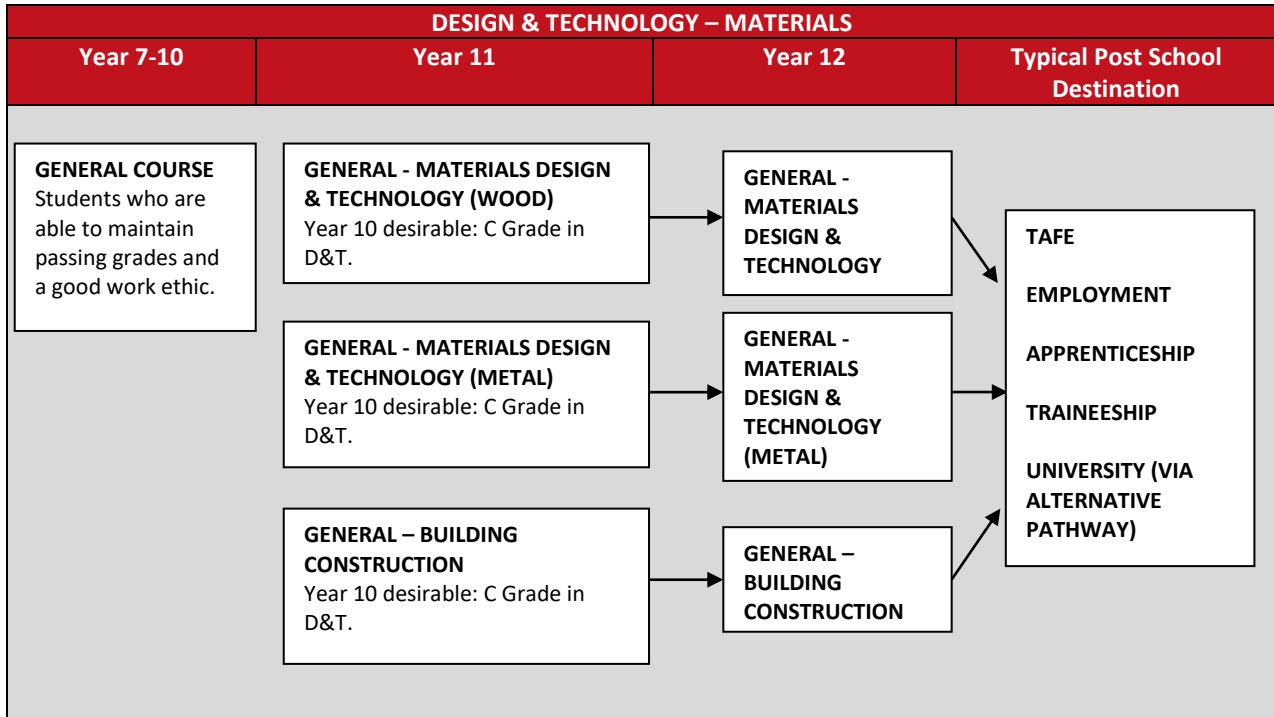 DESIGN & TECHNOLOGY – MATERIALS
Year 7-10
Year 11
Year 12
Typical Post School
Destination
GENERAL COURSE
Students who are
able to maintain
passing grades and
a good work ethic.
GENERAL - MATERIALS DESIGN
& TECHNOLOGY (WOOD)
Year 10 desirable: C Grade in
D&T.
GENERAL - MATERIALS DESIGN
& TECHNOLOGY (METAL)
Year 10 desirable: C Grade in
D&T.
GENERAL – BUILDING
CONSTRUCTION
Year 10 desirable: C Grade in
D&T.
GENERAL -
MATERIALS
DESIGN &
TECHNOLOGY
GENERAL -
MATERIALS
DESIGN &
TECHNOLOGY
(METAL)
GENERAL –
BUILDING
CONSTRUCTION
TAFE
EMPLOYMENT
APPRENTICESHIP
TRAINEESHIP
UNIVERSITY (VIA
ALTERNATIVE
PATHWAY)